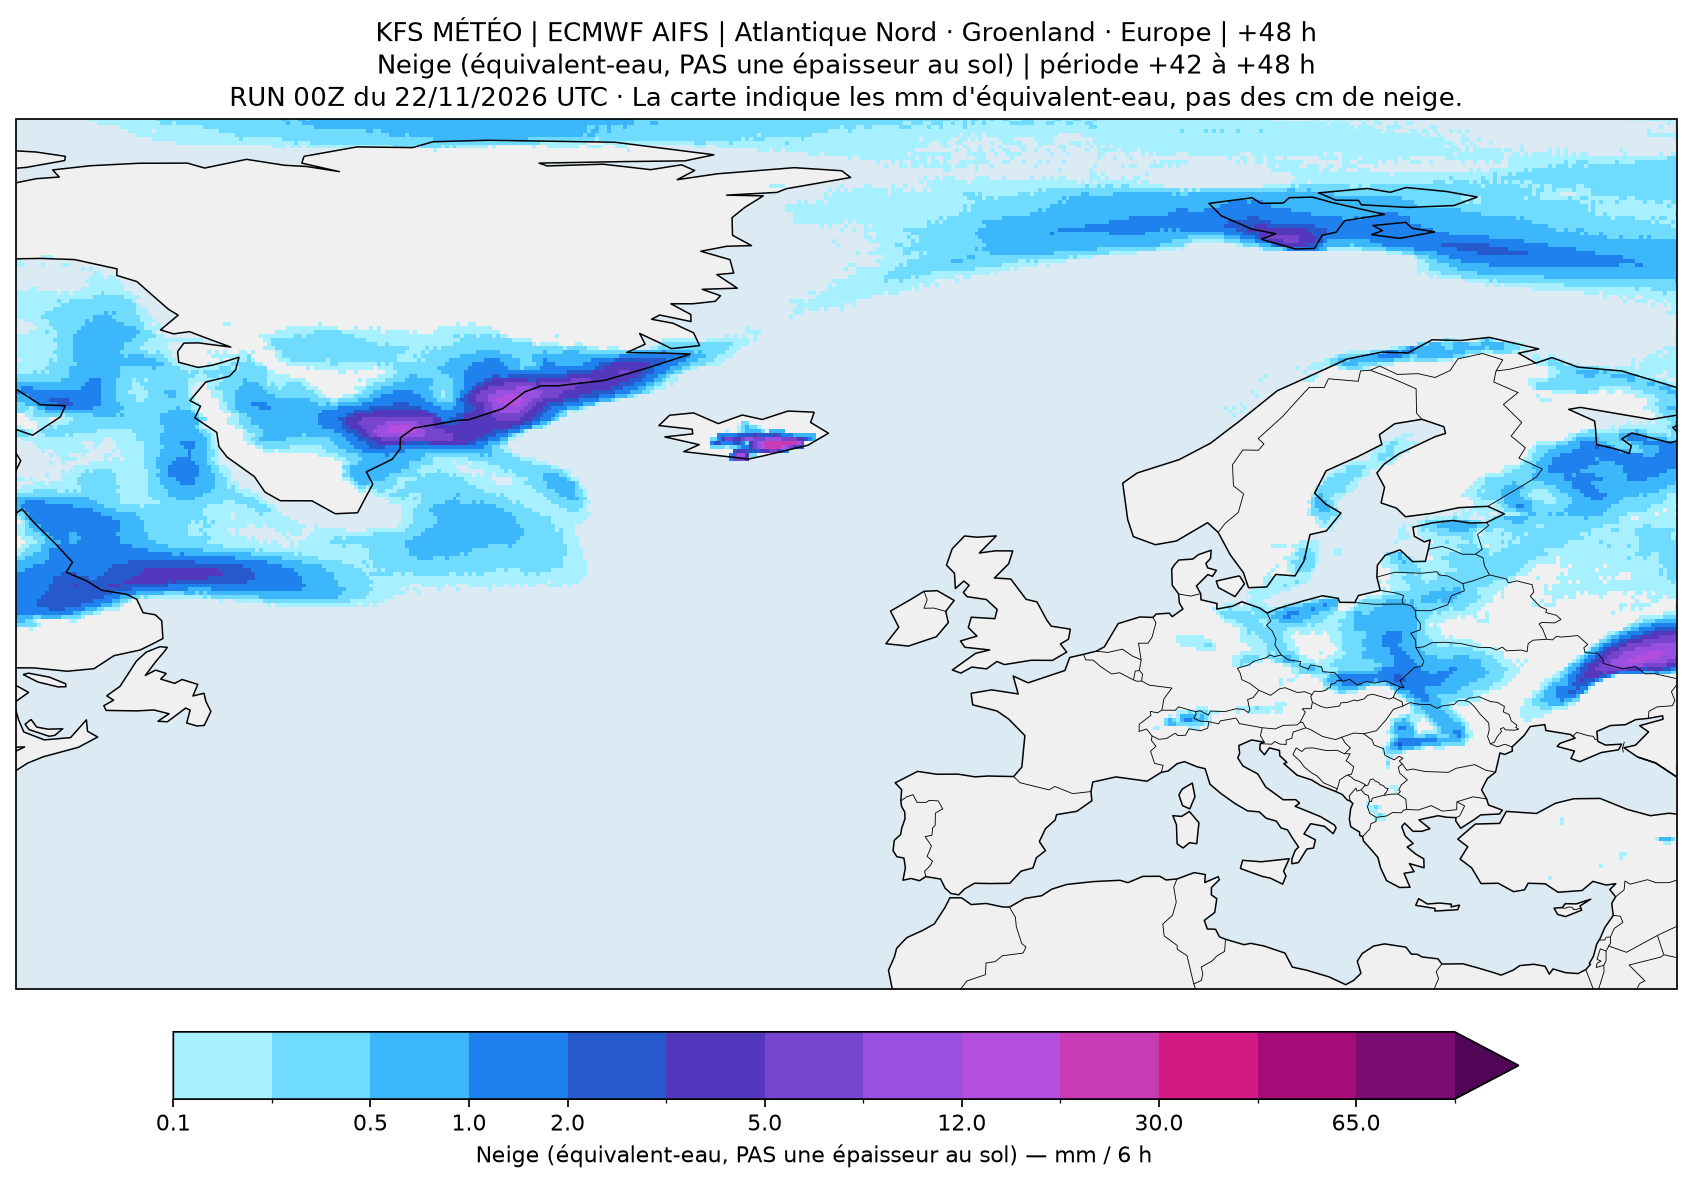 KFS MÉTÉO | ECMWF AIFS | Atlantique Nord · Groenland · Europe | +48 h
Neige (équivalent-eau, PAS une épaisseur au sol) | période +42 à +48 h
RUN 00Z du 22/11/2026 UTC · La carte indique les mm d'équivalent-eau, pas des cm de neige.
0.1 0.5 1.0 2.0 5.0 12.0 30.0 65.0
Neige (équivalent-eau, PAS une épaisseur au sol) — mm / 6 h